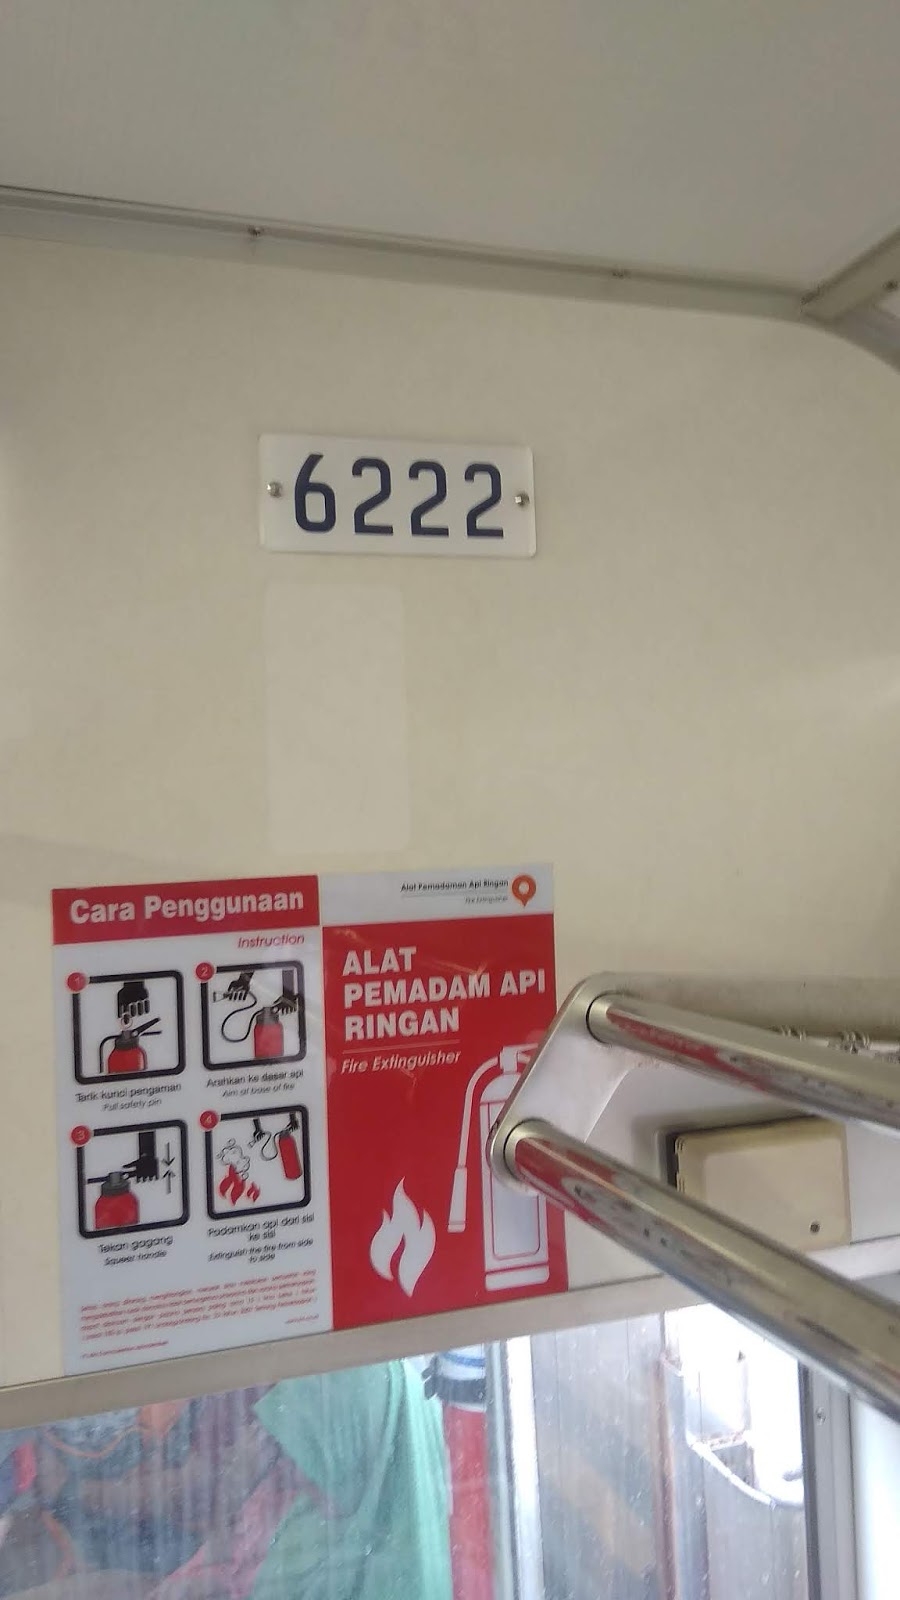 6222
Cara Penggunaan
Instruction
1
Tarik kunci pengaman
Pull safety pin
2
Arahkan ke dasar api
Aim at base of fire
3
Tekan gagang
4
Padamkan api dari sisi
ke sisi
Extinguish the fire from side
to side
Alat Pemadaman Api Ringan
Fire Extinguisher
ALAT
PEMADAM API
RINGAN
Fire Extinguisher